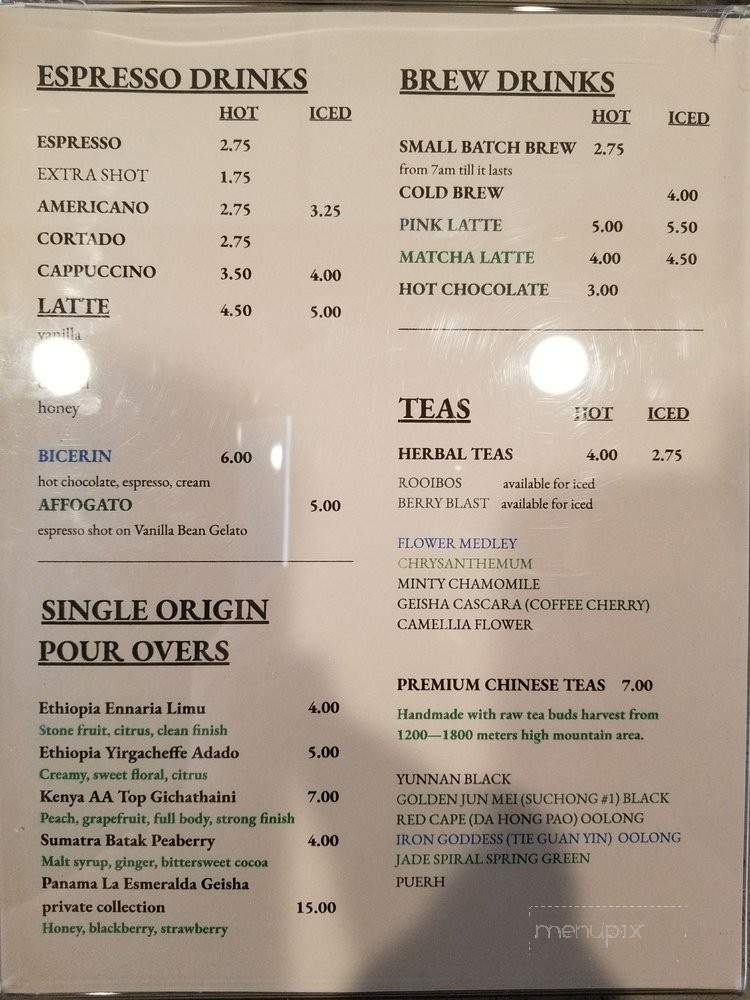 ESPRESSO DRINKS
HOT ICED
ESPRESSO 2.75
EXTRA SHOT 1.75
AMERICANO 2.75 3.25
CORTADO 2.75
CAPPUCCINO 3.50 4.00
LATTE 4.50 5.00
vanilla
honey
BICERIN 6.00
hot chocolate, espresso, cream
AFFOGATO 5.00
espresso shot on Vanilla Bean Gelato
SINGLE ORIGIN
POUR OVERS
Ethiopia Ennaria Limu 4.00
Stone fruit, citrus, clean finish
Ethiopia Yirgacheffe Adado 5.00
Creamy, sweet floral, citrus
Kenya AA Top Gichathaini 7.00
Peach, grapefruit, full body, strong finish
Sumatra Batak Peaberry 4.00
Malt syrup, ginger, bittersweet cocoa
Panama La Esmeralda Geisha
private collection 15.00
Honey, blackberry, strawberry
BREW DRINKS
HOT ICED
SMALL BATCH BREW 2.75
from 7am till it lasts
COLD BREW 4.00
PINK LATTE 5.00 5.50
MATCHA LATTE 4.00 4.50
HOT CHOCOLATE 3.00
TEAS HOT ICED
HERBAL TEAS 4.00 2.75
ROOIBOS available for iced
BERRY BLAST available for iced
FLOWER MEDLEY
CHRYSANTHEMUM
MINTY CHAMOMILE
GEISHA CASCARA (COFFEE CHERRY)
CAMELLIA FLOWER
PREMIUM CHINESE TEAS 7.00
Handmade with raw tea buds harvest from
1200—1800 meters high mountain area.
YUNNAN BLACK
GOLDEN JUN MEI (SUCHONG #1) BLACK
RED CAPE (DA HONG PAO) OOLONG
IRON GODDESS (TIE GUAN YIN) OOLONG
JADE SPIRAL SPRING GREEN
PUERH
menupix